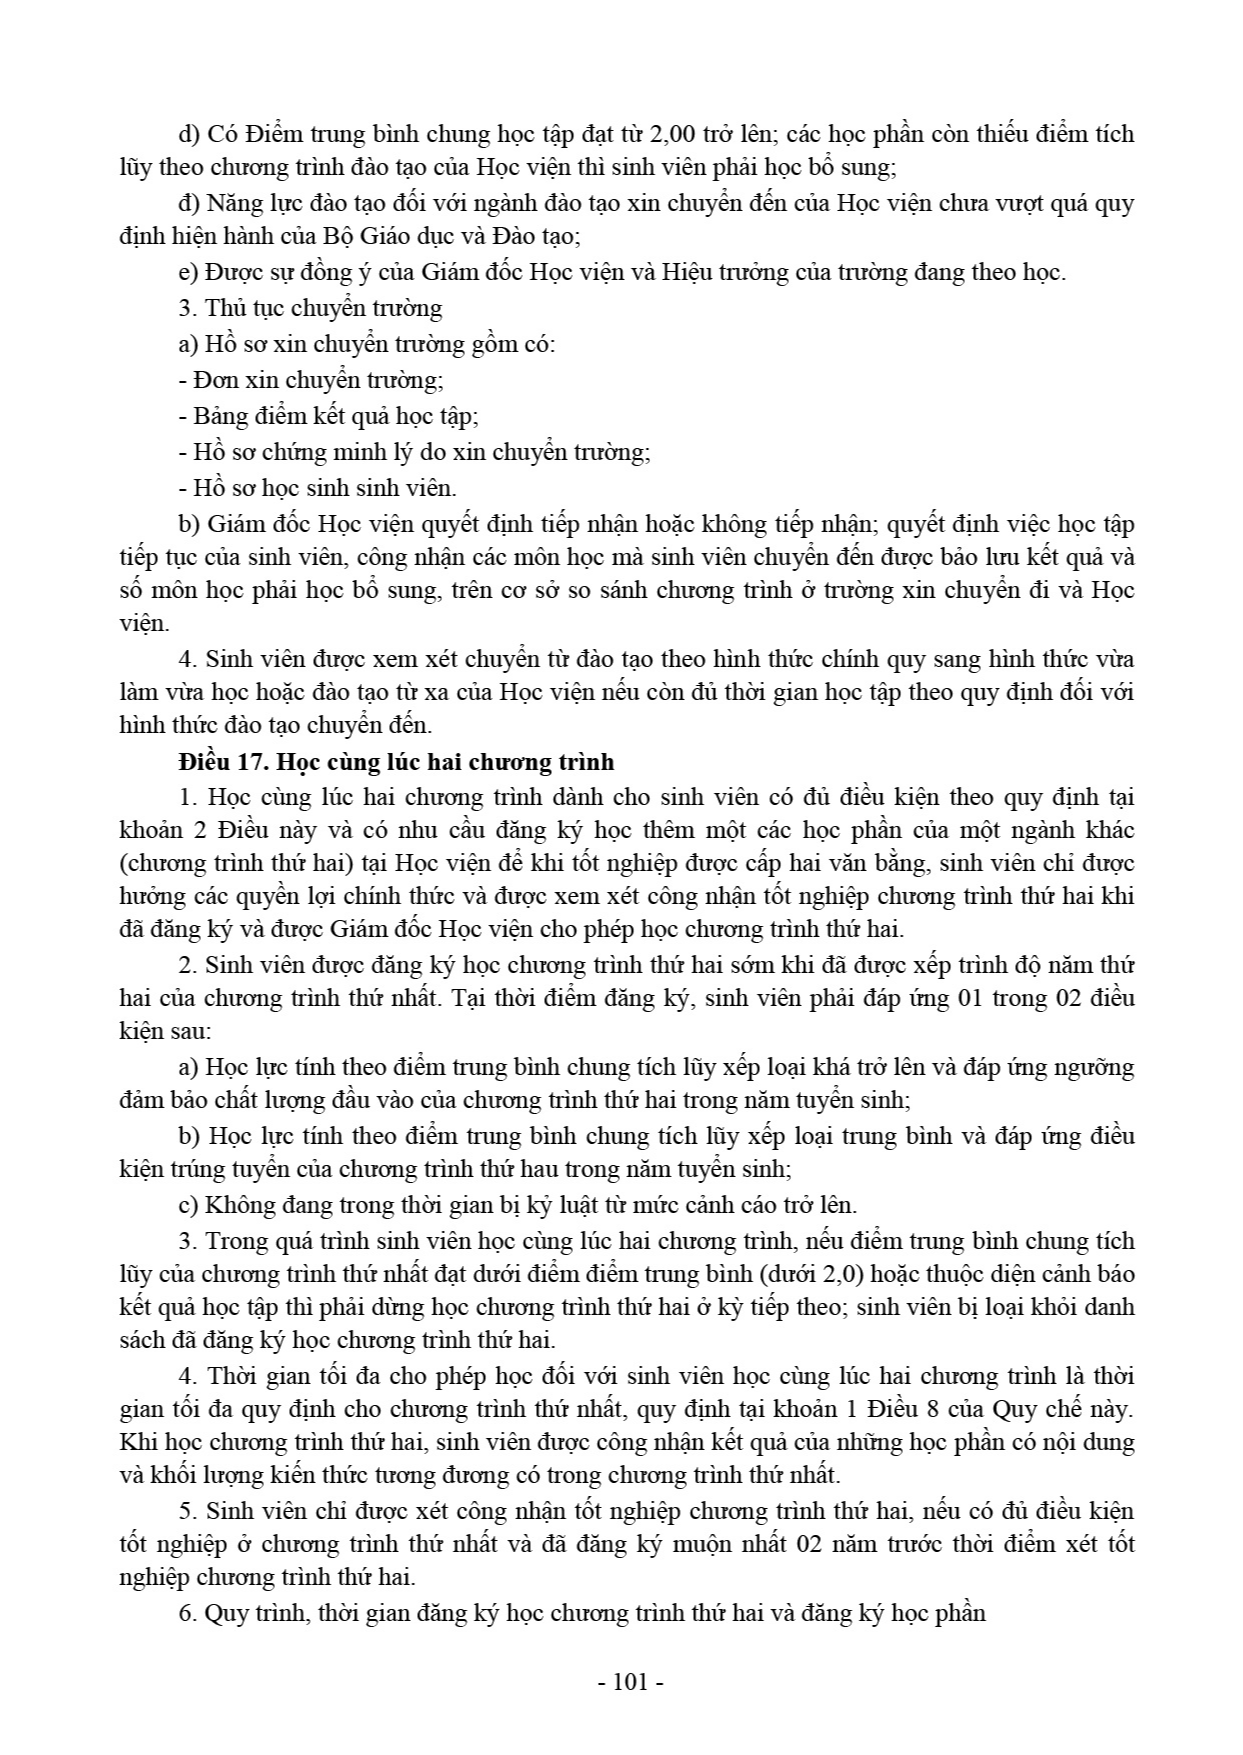 d) Có Điểm trung bình chung học tập đạt từ 2,00 trở lên; các học phần còn thiếu điểm tích
lũy theo chương trình đào tạo của Học viện thì sinh viên phải học bổ sung;
đ) Năng lực đào tạo đối với ngành đào tạo xin chuyển đến của Học viện chưa vượt quá quy
định hiện hành của Bộ Giáo dục và Đào tạo;
e) Được sự đồng ý của Giám đốc Học viện và Hiệu trưởng của trường đang theo học.
3. Thủ tục chuyển trường
a) Hồ sơ xin chuyển trường gồm có:
- Đơn xin chuyển trường;
- Bảng điểm kết quả học tập;
- Hồ sơ chứng minh lý do xin chuyển trường;
- Hồ sơ học sinh sinh viên.
b) Giám đốc Học viện quyết định tiếp nhận hoặc không tiếp nhận; quyết định việc học tập
tiếp tục của sinh viên, công nhận các môn học mà sinh viên chuyển đến được bảo lưu kết quả và
số môn học phải học bổ sung, trên cơ sở so sánh chương trình ở trường xin chuyển đi và Học
viện.
4. Sinh viên được xem xét chuyển từ đào tạo theo hình thức chính quy sang hình thức vừa
làm vừa học hoặc đào tạo từ xa của Học viện nếu còn đủ thời gian học tập theo quy định đối với
hình thức đào tạo chuyển đến.
Điều 17. Học cùng lúc hai chương trình
1. Học cùng lúc hai chương trình dành cho sinh viên có đủ điều kiện theo quy định tại
khoản 2 Điều này và có nhu cầu đăng ký học thêm một các học phần của một ngành khác
(chương trình thứ hai) tại Học viện để khi tốt nghiệp được cấp hai văn bằng, sinh viên chỉ được
hưởng các quyền lợi chính thức và được xem xét công nhận tốt nghiệp chương trình thứ hai khi
đã đăng ký và được Giám đốc Học viện cho phép học chương trình thứ hai.
2. Sinh viên được đăng ký học chương trình thứ hai sớm khi đã được xếp trình độ năm thứ
hai của chương trình thứ nhất. Tại thời điểm đăng ký, sinh viên phải đáp ứng 01 trong 02 điều
kiện sau:
a) Học lực tính theo điểm trung bình chung tích lũy xếp loại khá trở lên và đáp ứng ngưỡng
đảm bảo chất lượng đầu vào của chương trình thứ hai trong năm tuyển sinh;
b) Học lực tính theo điểm trung bình chung tích lũy xếp loại trung bình và đáp ứng điều
kiện trúng tuyển của chương trình thứ hau trong năm tuyển sinh;
c) Không đang trong thời gian bị kỷ luật từ mức cảnh cáo trở lên.
3. Trong quá trình sinh viên học cùng lúc hai chương trình, nếu điểm trung bình chung tích
lũy của chương trình thứ nhất đạt dưới điểm điểm trung bình (dưới 2,0) hoặc thuộc diện cảnh báo
kết quả học tập thì phải dừng học chương trình thứ hai ở kỳ tiếp theo; sinh viên bị loại khỏi danh
sách đã đăng ký học chương trình thứ hai.
4. Thời gian tối đa cho phép học đối với sinh viên học cùng lúc hai chương trình là thời
gian tối đa quy định cho chương trình thứ nhất, quy định tại khoản 1 Điều 8 của Quy chế này.
Khi học chương trình thứ hai, sinh viên được công nhận kết quả của những học phần có nội dung
và khối lượng kiến thức tương đương có trong chương trình thứ nhất.
5. Sinh viên chỉ được xét công nhận tốt nghiệp chương trình thứ hai, nếu có đủ điều kiện
tốt nghiệp ở chương trình thứ nhất và đã đăng ký muộn nhất 02 năm trước thời điểm xét tốt
nghiệp chương trình thứ hai.
6. Quy trình, thời gian đăng ký học chương trình thứ hai và đăng ký học phần
- 101 -